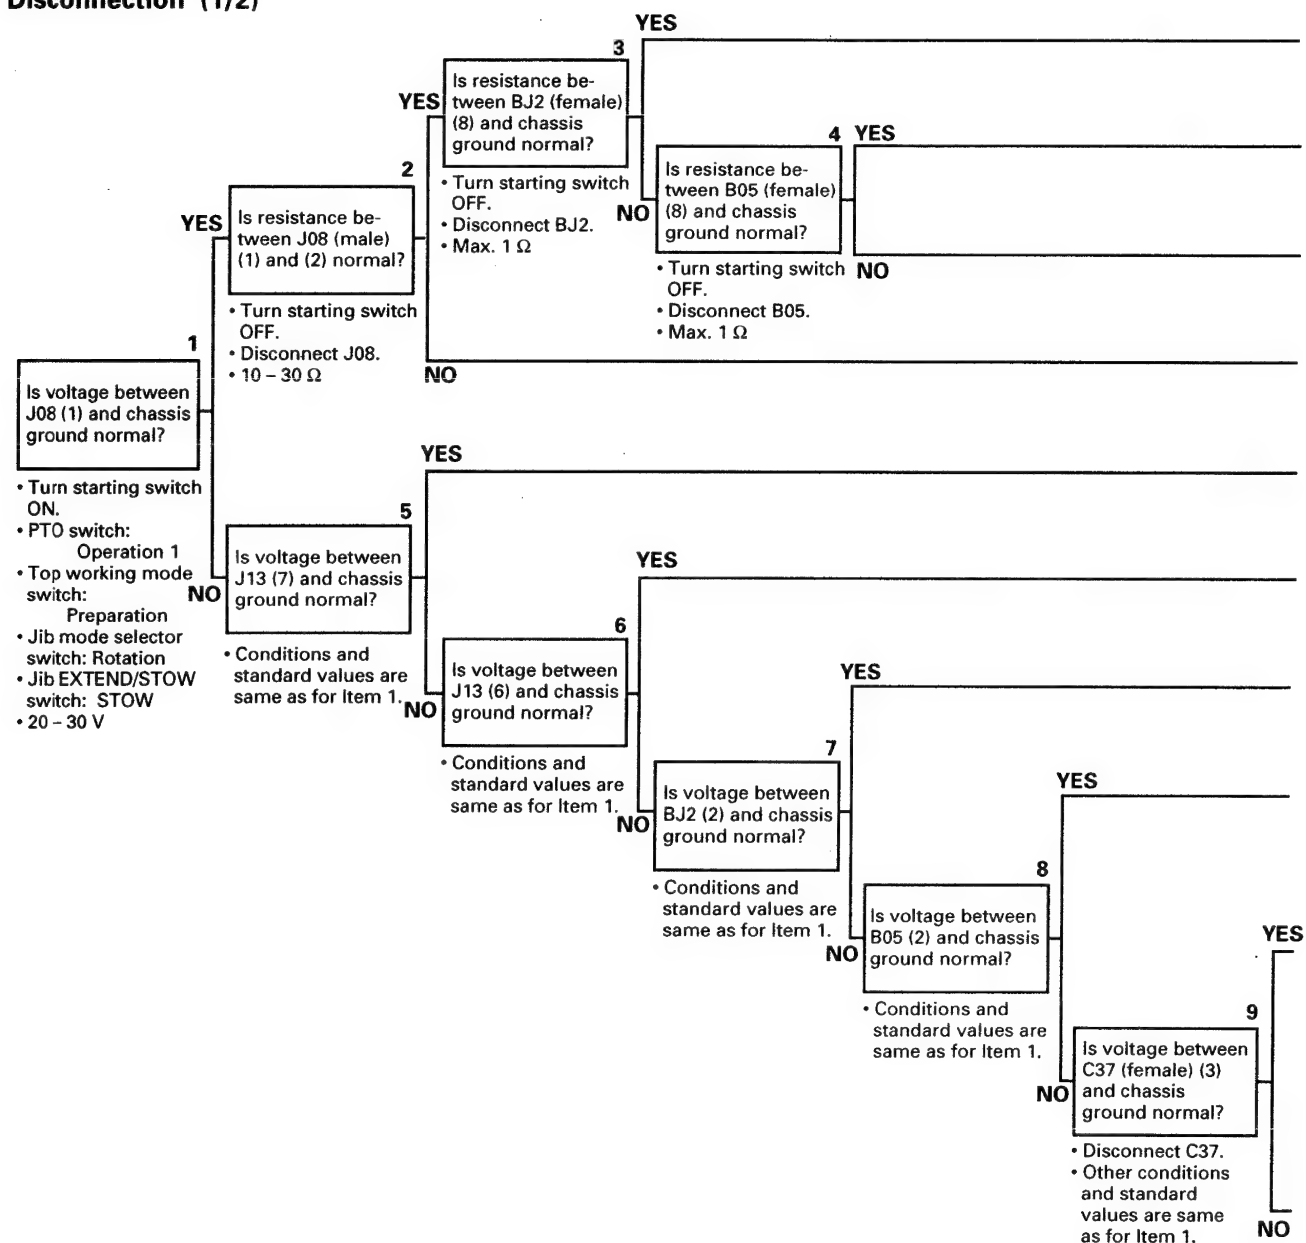 Disconnection (1/2)
YES
3
Is resistance be-
tween BJ2 (female)
(8) and chassis
ground normal?
YES
• Turn starting switch
OFF.
• Disconnect BJ2.
• Max. 1 Ω
4 YES
Is resistance be-
tween B05 (female)
(8) and chassis
ground normal?
NO
• Turn starting switch
OFF.
• Disconnect B05.
• Max. 1 Ω
NO
2
YES
Is resistance be-
tween J08 (male)
(1) and (2) normal?
• Turn starting switch
OFF.
• Disconnect J08.
• 10 – 30 Ω
NO
1
Is voltage between
J08 (1) and chassis
ground normal?
• Turn starting switch
ON.
• PTO switch:
Operation 1
• Top working mode
switch:
Preparation
• Jib mode selector
switch: Rotation
• Jib EXTEND/STOW
switch: STOW
• 20 – 30 V
NO
YES
5
Is voltage between
J13 (7) and chassis
ground normal?
• Conditions and
standard values are
same as for Item 1.
NO
YES
6
Is voltage between
J13 (6) and chassis
ground normal?
• Conditions and
standard values are
same as for Item 1.
NO
YES
7
Is voltage between
BJ2 (2) and chassis
ground normal?
• Conditions and
standard values are
same as for Item 1.
NO
YES
8
Is voltage between
B05 (2) and chassis
ground normal?
• Conditions and
standard values are
same as for Item 1.
NO
YES
9
Is voltage between
C37 (female) (3)
and chassis
ground normal?
• Disconnect C37.
• Other conditions
and standard
values are same
as for Item 1.
NO